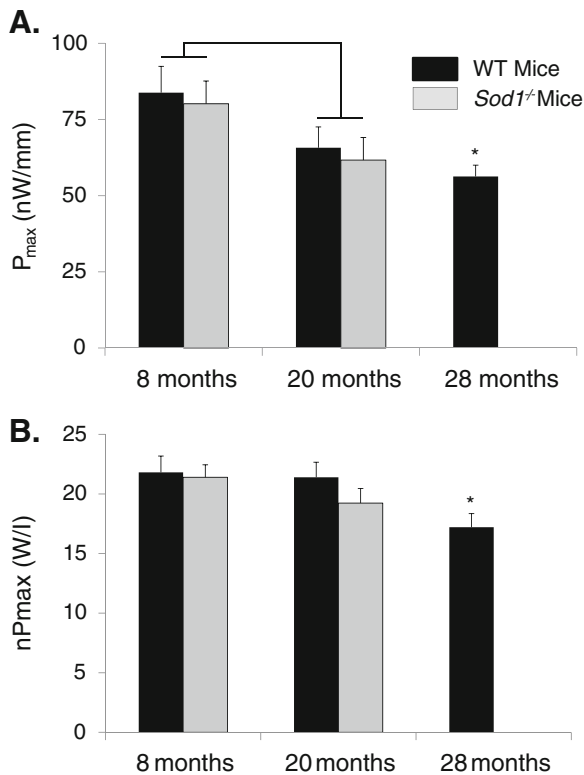 A.
100
75
50
25
0
Pmax (nW/mm)
WT Mice
Sod1-/-Mice
*
8 months
20 months
28 months
B.
25
20
15
10
5
0
nPmax (W/l)
*
8 months
20 months
28 months